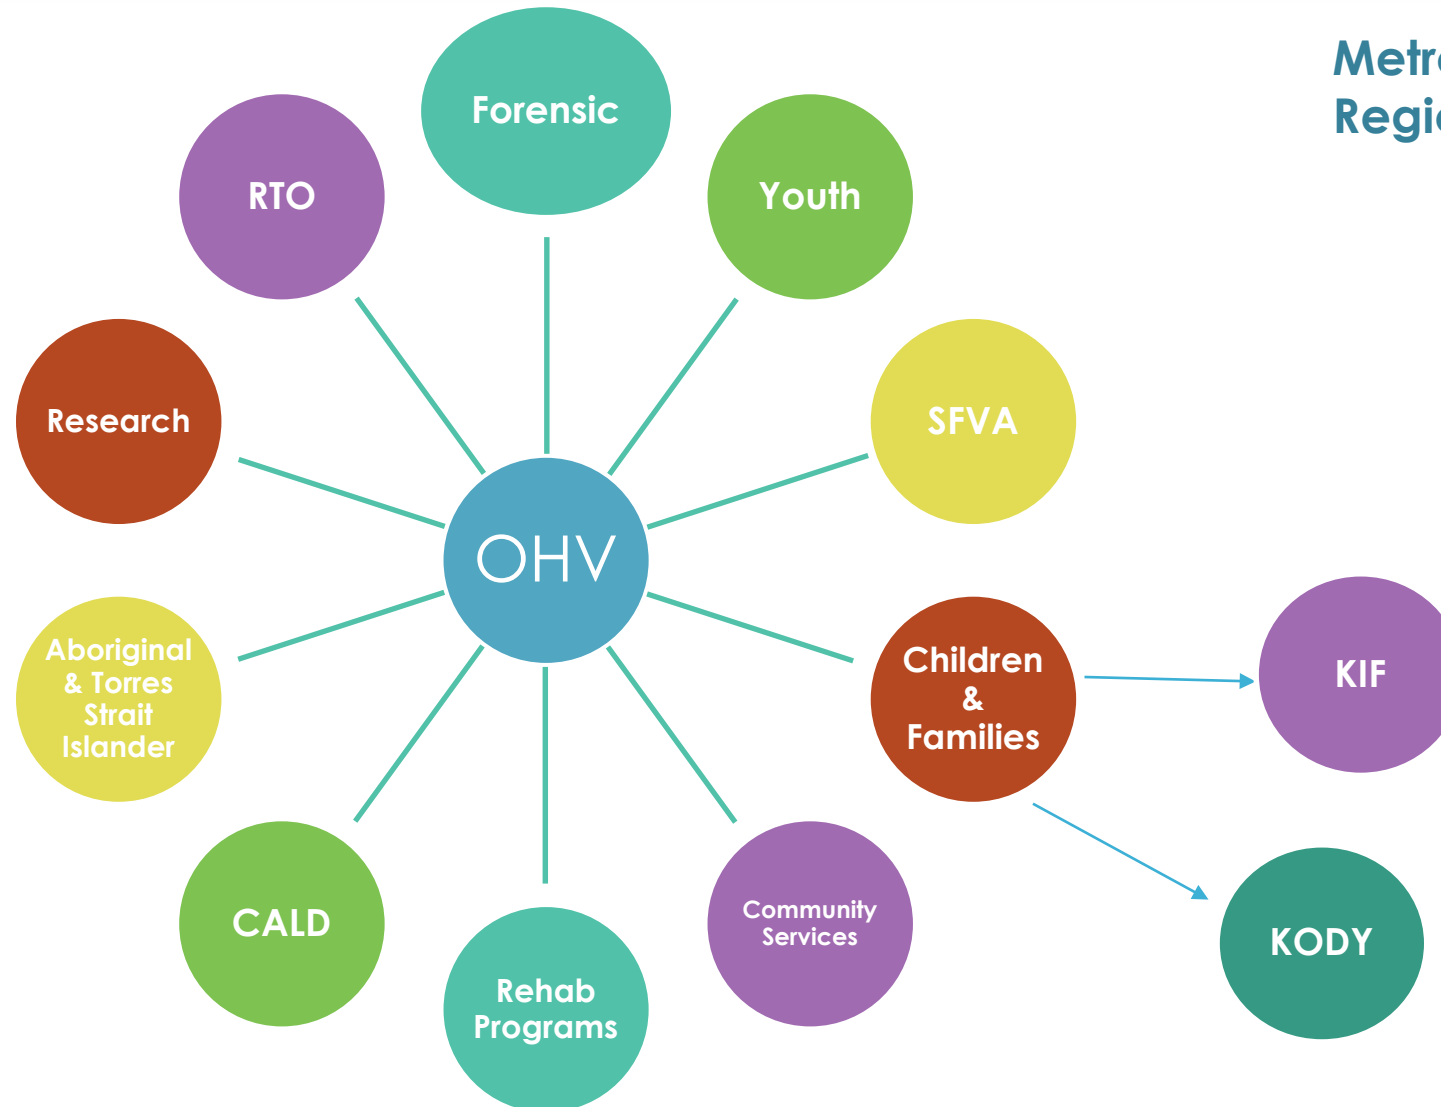 Forensic
RTO
Youth
Research
SFVA
OHV
Aboriginal
& Torres
Strait
Islander
Children
&
Families
KIF
CALD
Community
Services
KODY
Rehab
Programs